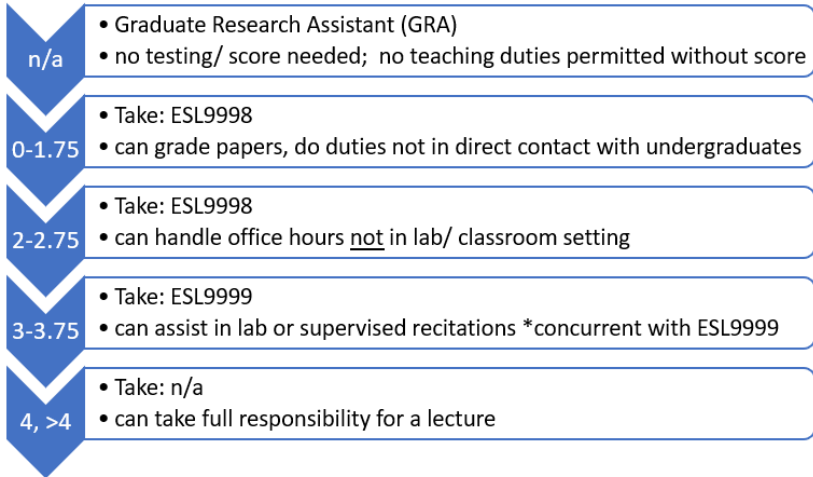 n/a
• Graduate Research Assistant (GRA)
• no testing/ score needed;  no teaching duties permitted without score
0-1.75
• Take: ESL9998
• can grade papers, do duties not in direct contact with undergraduates
2-2.75
• Take: ESL9998
• can handle office hours not in lab/ classroom setting
3-3.75
• Take: ESL9999
• can assist in lab or supervised recitations *concurrent with ESL9999
4, >4
• Take: n/a
• can take full responsibility for a lecture